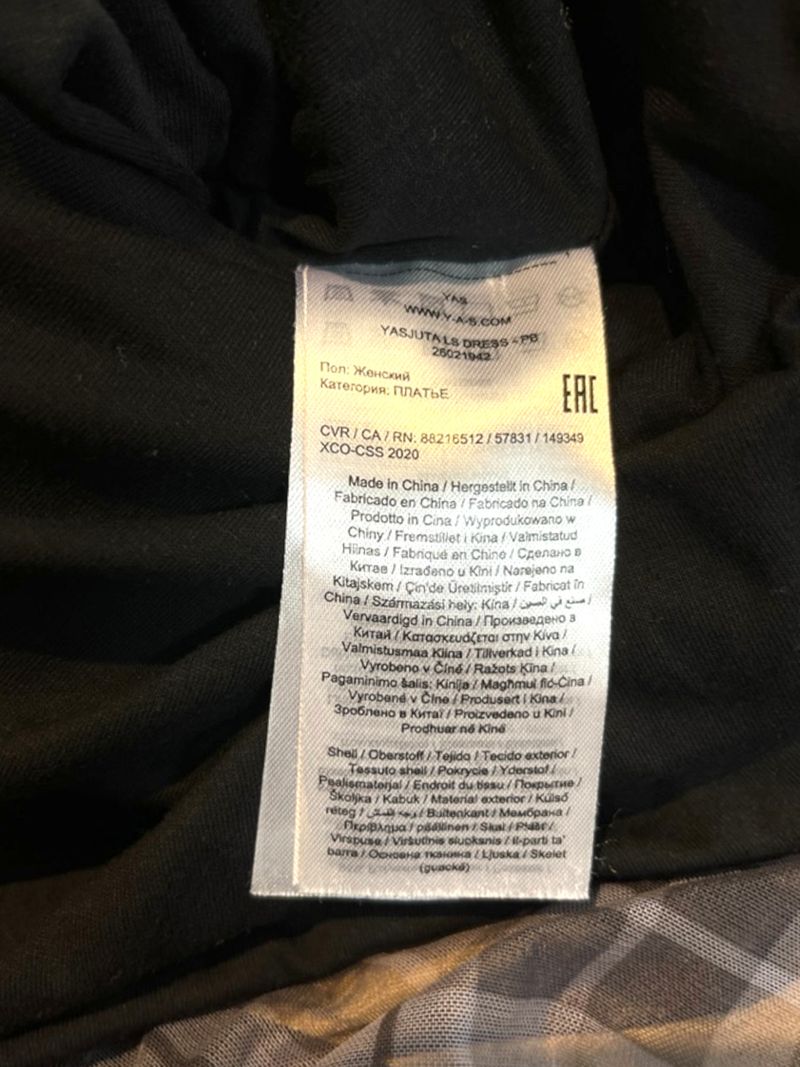 YAS
WWW.Y-A-S.COM
YASJUTA LS DRESS - PB
26021942
Пол: Женский
Категория: ПЛАТЬЕ
EAC
CVR / CA / RN: 88216512 / 57831 / 149349
XCO-CSS 2020
Made in China / Hergestellt in China /
Fabricado en China / Fabricado na China /
Prodotto in Cina / Wyprodukowano w
Chiny / Fremstillet i Kina / Valmistatud
Hiinas / Fabriqué en Chine / Сделано в
Китае / Izrađeno u Kini / Narejeno na
Kitajskem / Çin'de Üretilmiştir / Fabricat în
China / Származási hely: Kína / صنع في الصين /
Vervaardigd in China / Произведено в
Китай / Κατασκευάζεται στην Κίνα /
Valmistusmaa Kiina / Tillverkad i Kina /
Vyrobeno v Číně / Ražots Ķīnā /
Pagaminimo šalis: Kinija / Magħmul fiċ-Ċina /
Vyrobené v Číne / Produsert i Kina /
Зроблено в Китаї / Proizvedeno u Kini /
Prodhuar në Kinë
Shell / Oberstoff / Tejido / Tecido exterior /
Tessuto shell / Pokrycie / Yderstof /
Pealismaterjal / Endroit du tissu / Покрытие /
Školjka / Kabuk / Material exterior / Külső
réteg / وجه القماش / Buitenkant / Мембрана /
Περίβλημα / päällinen / Skal / Plášť /
Virspuse / Viršutinis sluoksnis / il-parti ta'
barra / Основна тканина / Ljuska / Skelet
(guackë)